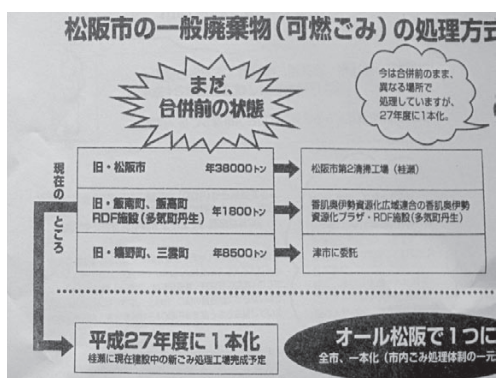 松阪市の一般廃棄物(可燃ごみ)の処理方式
まだ、
合併前の状態
今は合併前のまま、
異なる場所で
処理していますが、
27年度に1本化。
現在のところ
旧・松阪市 年38000トン
松阪市第2清掃工場(桂瀬)
旧・飯南町、飯高町
RDF施設(多気町丹生) 年1800トン
香肌奥伊勢資源化広域連合の香肌奥伊勢
資源化プラザ・RDF施設(多気町丹生)
旧・嬉野町、三雲町 年8500トン
津市に委託
平成27年度に1本化
桂瀬に現在建設中の新ごみ処理工場完成予定
オール松阪で1つに
全市、一本化(市内ごみ処理体制の一元